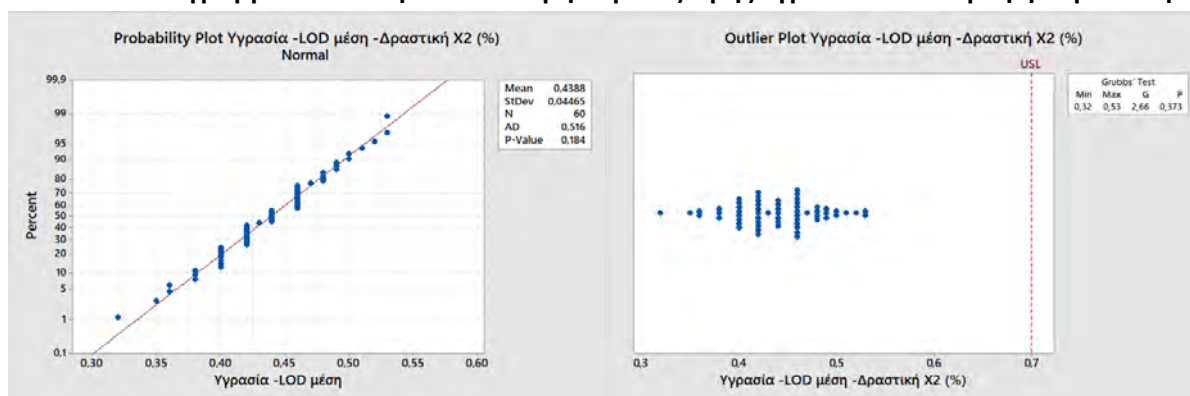 Probability Plot Υγρασία -LOD μέση -Δραστική X2 (%)
Normal
99,9
99
95
90
80
70
60
50
40
30
20
10
5
1
0,1
Percent
0,30 0,35 0,40 0,45 0,50 0,55 0,60
Υγρασία -LOD μέση
Mean 0,4388
StDev 0,04465
N 60
AD 0,516
P-Value 0,184
Outlier Plot Υγρασία -LOD μέση -Δραστική X2 (%)
USL
Grubbs' Test
Min Max G P
0,32 0,53 2,66 0,373
0,3 0,4 0,5 0,6 0,7
Υγρασία -LOD μέση -Δραστική X2 (%)